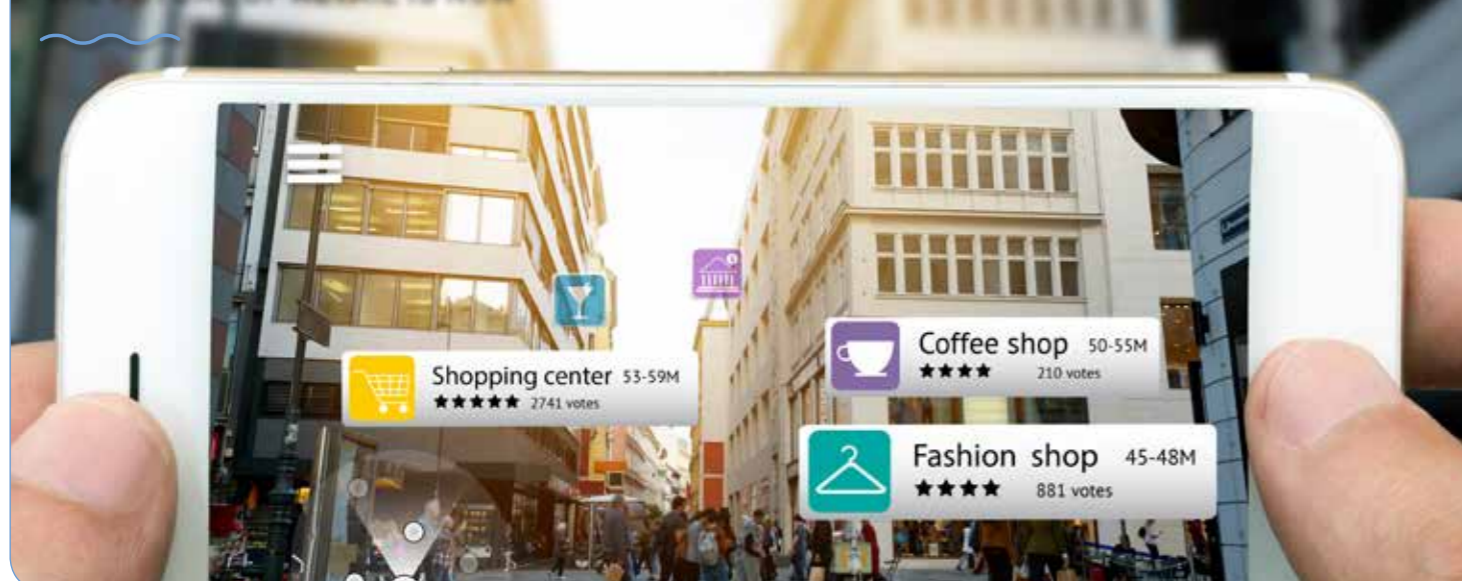 Shopping center 53-59M
2741 votes
Coffee shop 50-55M
210 votes
Fashion shop 45-48M
881 votes